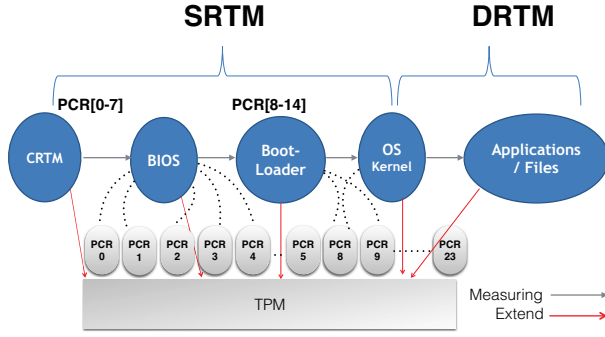 SRTM
DRTM
PCR[0-7]
PCR[8-14]
CRTM
BIOS
Boot-
Loader
OS
Kernel
Applications
/ Files
PCR
0
PCR
1
PCR
2
PCR
3
PCR
4
PCR
5
PCR
8
PCR
9
PCR
23
TPM
Measuring
Extend